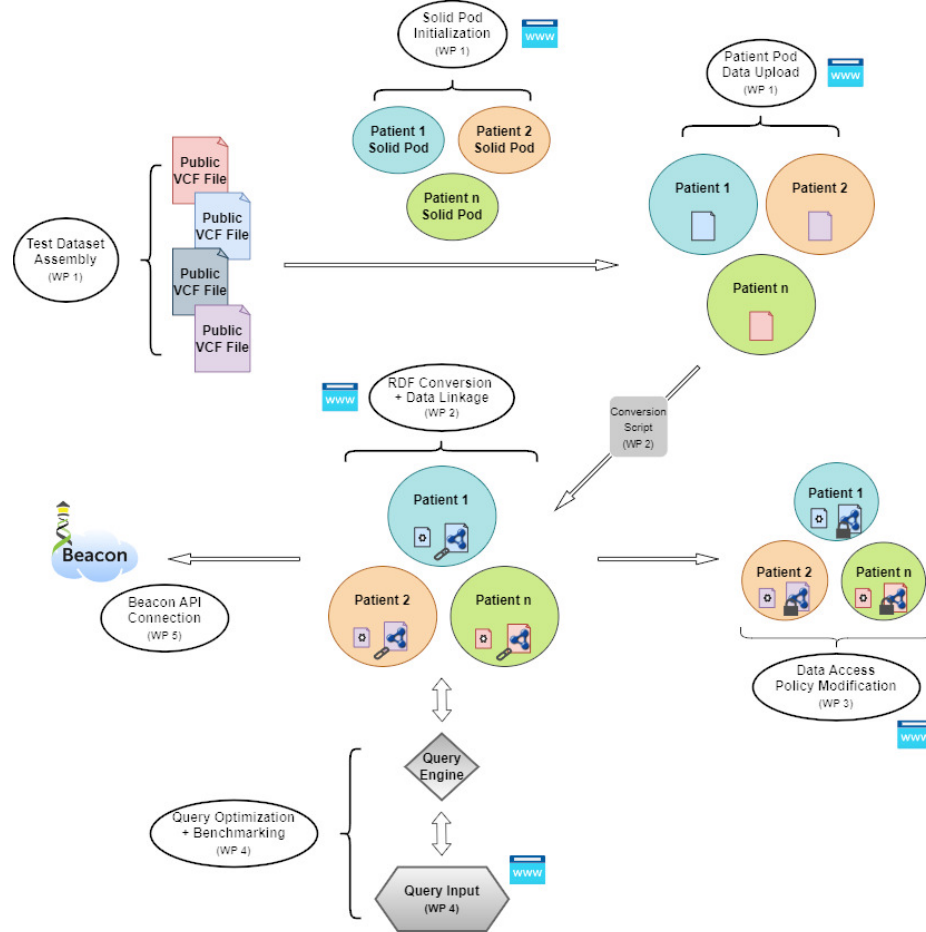 Solid Pod
Initialization
(WP 1)
WWW
Patient Pod
Data Upload
(WP 1)
WWW
Patient 1
Solid Pod
Patient 2
Solid Pod
Patient n
Solid Pod
Public
VCF File
Public
VCF File
Public
VCF File
Public
VCF File
Test Dataset
Assembly
(WP 1)
Patient 1
Patient 2
Patient n
WWW
RDF Conversion
+ Data Linkage
(WP 2)
Conversion
Script
(WP 2)
Patient 1
Patient 2
Patient n
Beacon
Beacon API
Connection
(WP 5)
Patient 1
Patient 2
Patient n
Data Access
Policy Modification
(WP 3)
WWW
Query
Engine
Query Optimization
+ Benchmarking
(WP 4)
Query Input
(WP 4)
WWW